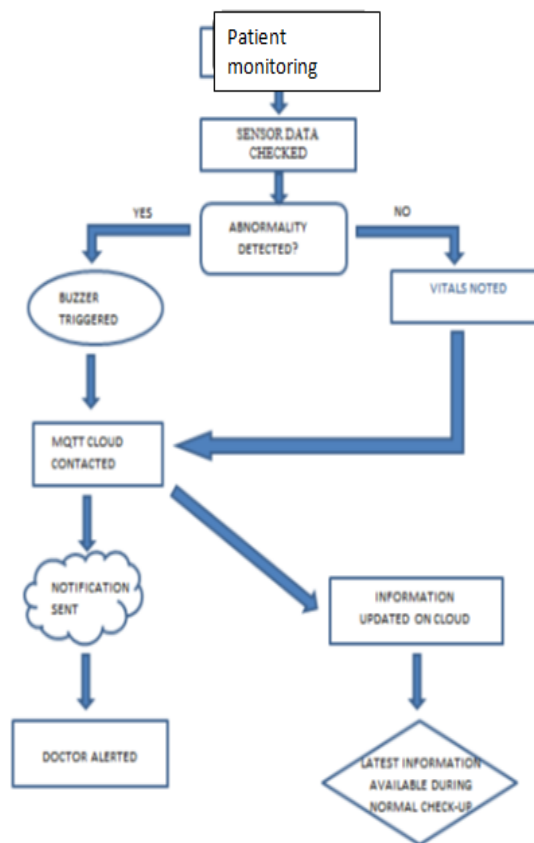 Patient
monitoring
SENSOR DATA
CHECKED
YES
ABNORMALITY
DETECTED?
NO
BUZZER
TRIGGERED
VITALS NOTED
MQTT CLOUD
CONTACTED
NOTIFICATION
SENT
INFORMATION
UPDATED ON CLOUD
DOCTOR ALERTED
LATEST INFORMATION
AVAILABLE DURING
NORMAL CHECK-UP